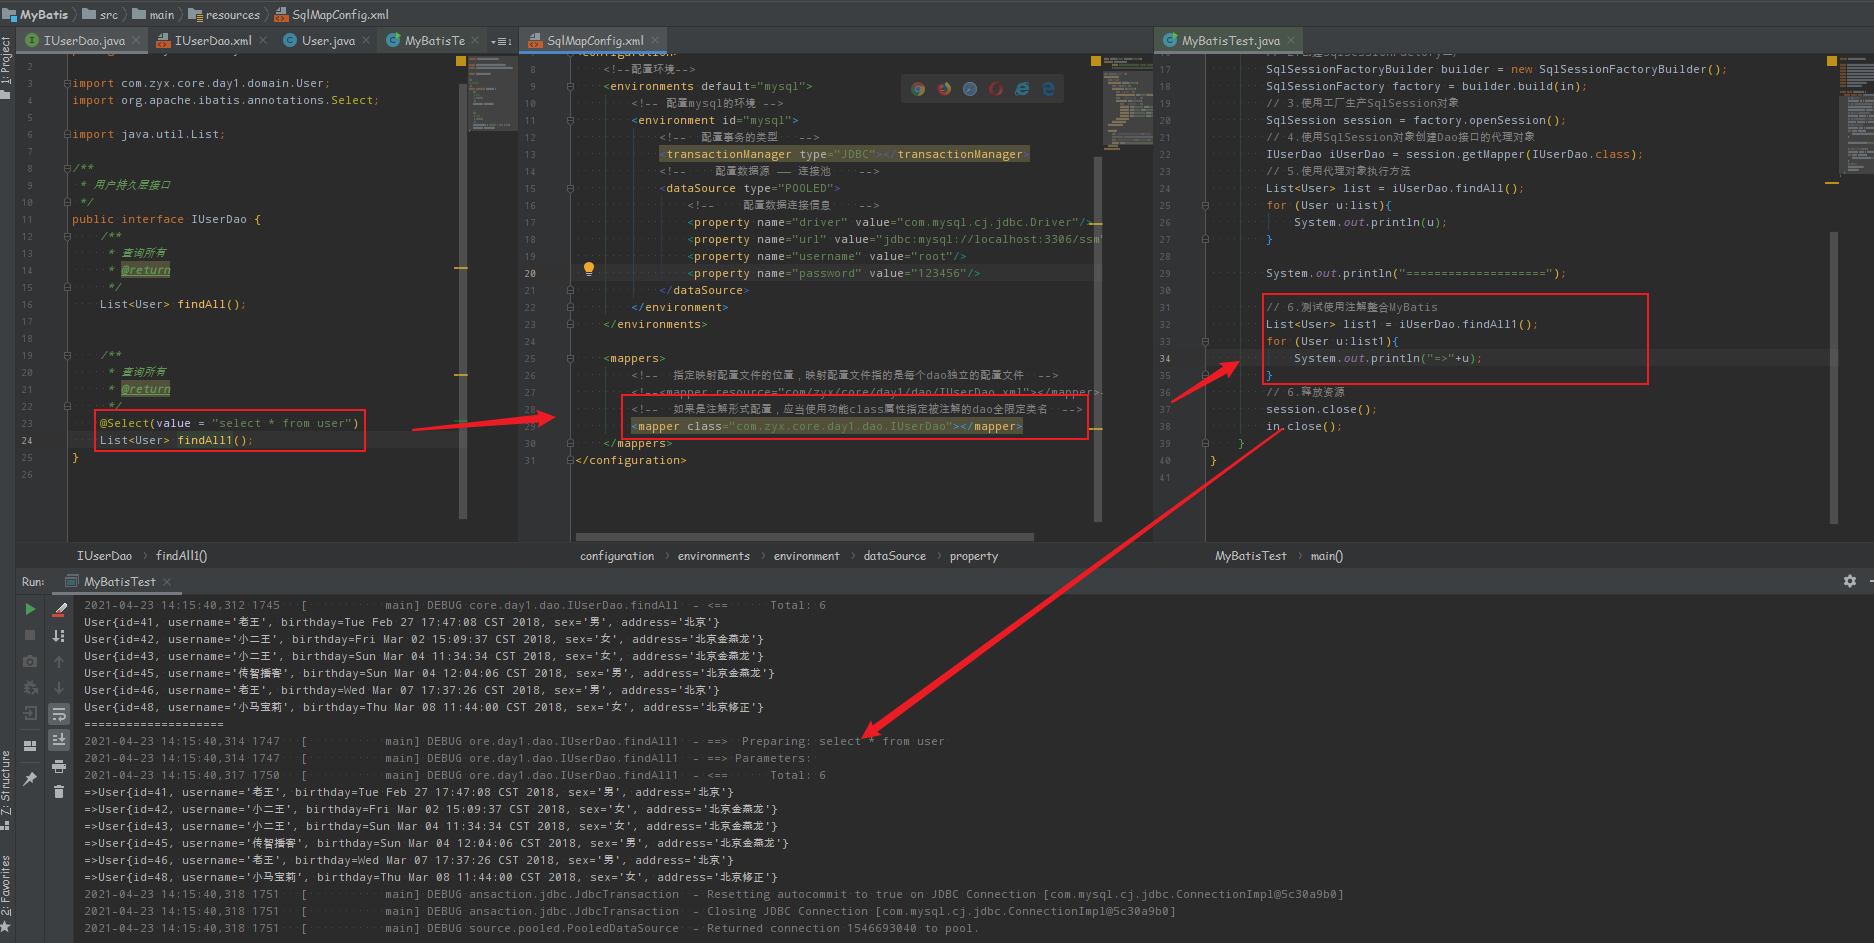 MyBatis
src
main
resources
SqlMapConfig.xml
1: Project
IUserDao.java
IUserDao.xml
User.java
MyBatisTe
2
3 import com.zyx.core.day1.domain.User;
4 import org.apache.ibatis.annotations.Select;
5
6 import java.util.List;
7
8 /**
9 * 用户持久层接口
10 */
11 public interface IUserDao {
12 /**
13 * 查询所有
14 * @return
15 */
16 List<User> findAll();
17
18
19 /**
20 * 查询所有
21 * @return
22 */
23 @Select(value = "select * from user")
24 List<User> findAll1();
25 }
26
IUserDao › findAll1()
SqlMapConfig.xml
8 <!--配置环境-->
9 <environments default="mysql">
10 <!-- 配置mysql的环境 -->
11 <environment id="mysql">
12 <!-- 配置事务的类型 -->
13 <transactionManager type="JDBC"></transactionManager>
14 <!-- 配置数据源 —— 连接池 -->
15 <dataSource type="POOLED">
16 <!-- 配置数据连接信息 -->
17 <property name="driver" value="com.mysql.cj.jdbc.Driver"/>
18 <property name="url" value="jdbc:mysql://localhost:3306/ssm
19 <property name="username" value="root"/>
20 <property name="password" value="123456"/>
21 </dataSource>
22 </environment>
23 </environments>
24
25 <mappers>
26 <!-- 指定映射配置文件的位置，映射配置文件指的是每个dao独立的配置文件 -->
27 <!--<mapper resource="com/zyx/core/day1/dao/IUserDao.xml"></mapper>
28 <!-- 如果是注解形式配置，应当使用功能class属性指定被注解的dao全限定类名 -->
29 <mapper class="com.zyx.core.day1.dao.IUserDao"></mapper>
30 </mappers>
31 </configuration>
configuration › environments › environment › dataSource › property
MyBatisTest.java
17 SqlSessionFactoryBuilder builder = new SqlSessionFactoryBuilder();
18 SqlSessionFactory factory = builder.build(in);
19 // 3.使用工厂生产SqlSession对象
20 SqlSession session = factory.openSession();
21 // 4.使用SqlSession对象创建Dao接口的代理对象
22 IUserDao iUserDao = session.getMapper(IUserDao.class);
23 // 5.使用代理对象执行方法
24 List<User> list = iUserDao.findAll();
25 for (User u:list){
26 System.out.println(u);
27 }
28
29 System.out.println("====================");
30
31 // 6.测试使用注解整合MyBatis
32 List<User> list1 = iUserDao.findAll1();
33 for (User u:list1){
34 System.out.println("=>"+u);
35 }
36 // 6.释放资源
37 session.close();
38 in.close();
39 }
40 }
41
MyBatisTest › main()
Run: MyBatisTest
2021-04-23 14:15:40,312 1745 [ main] DEBUG core.day1.dao.IUserDao.findAll - <== Total: 6
User{id=41, username='老王', birthday=Tue Feb 27 17:47:08 CST 2018, sex='男', address='北京'}
User{id=42, username='小二王', birthday=Fri Mar 02 15:09:37 CST 2018, sex='女', address='北京金燕龙'}
User{id=43, username='小二王', birthday=Sun Mar 04 11:34:34 CST 2018, sex='女', address='北京金燕龙'}
User{id=45, username='传智播客', birthday=Sun Mar 04 12:04:06 CST 2018, sex='男', address='北京金燕龙'}
User{id=46, username='老王', birthday=Wed Mar 07 17:37:26 CST 2018, sex='男', address='北京'}
User{id=48, username='小马宝莉', birthday=Thu Mar 08 11:44:00 CST 2018, sex='女', address='北京修正'}
====================
2021-04-23 14:15:40,314 1747 [ main] DEBUG ore.day1.dao.IUserDao.findAll1 - ==> Preparing: select * from user
2021-04-23 14:15:40,314 1747 [ main] DEBUG ore.day1.dao.IUserDao.findAll1 - ==> Parameters:
2021-04-23 14:15:40,317 1750 [ main] DEBUG ore.day1.dao.IUserDao.findAll1 - <== Total: 6
=>User{id=41, username='老王', birthday=Tue Feb 27 17:47:08 CST 2018, sex='男', address='北京'}
=>User{id=42, username='小二王', birthday=Fri Mar 02 15:09:37 CST 2018, sex='女', address='北京金燕龙'}
=>User{id=43, username='小二王', birthday=Sun Mar 04 11:34:34 CST 2018, sex='女', address='北京金燕龙'}
=>User{id=45, username='传智播客', birthday=Sun Mar 04 12:04:06 CST 2018, sex='男', address='北京金燕龙'}
=>User{id=46, username='老王', birthday=Wed Mar 07 17:37:26 CST 2018, sex='男', address='北京'}
=>User{id=48, username='小马宝莉', birthday=Thu Mar 08 11:44:00 CST 2018, sex='女', address='北京修正'}
2021-04-23 14:15:40,318 1751 [ main] DEBUG ansaction.jdbc.JdbcTransaction - Resetting autocommit to true on JDBC Connection [com.mysql.cj.jdbc.ConnectionImpl@5c30a9b0]
2021-04-23 14:15:40,318 1751 [ main] DEBUG ansaction.jdbc.JdbcTransaction - Closing JDBC Connection [com.mysql.cj.jdbc.ConnectionImpl@5c30a9b0]
2021-04-23 14:15:40,318 1751 [ main] DEBUG source.pooled.PooledDataSource - Returned connection 1546693040 to pool.
7: Structure
2: Favorites